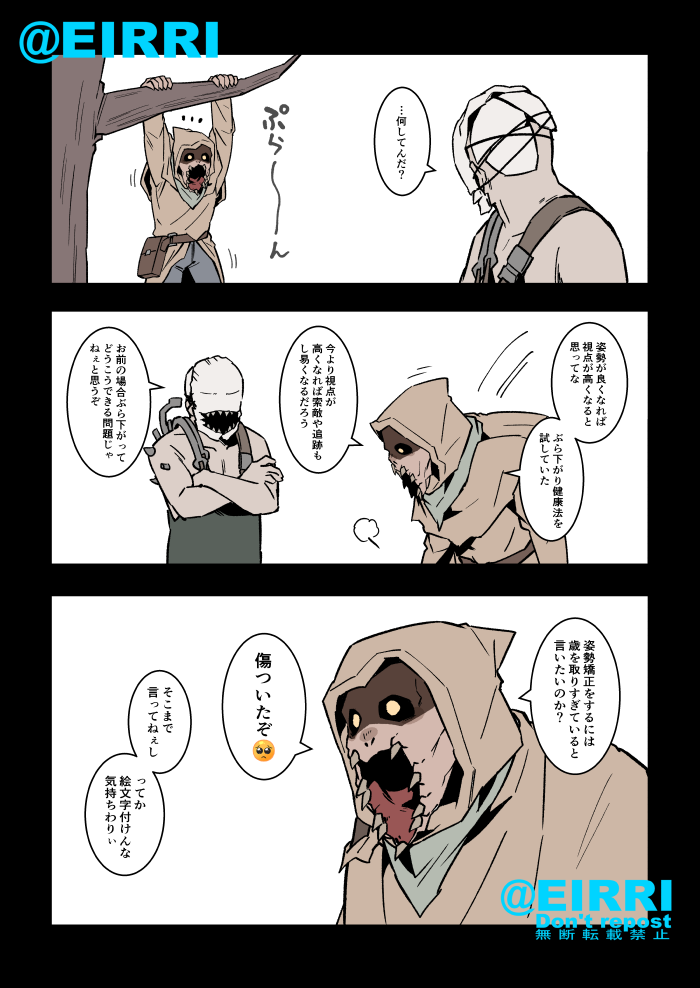 @EIRRI
…何してんだ?
…
ぷら〜〜ん
姿勢が良くなれば
視点が高くなると
思ってな
ぶら下がり健康法を
試していた
今より視点が
高くなれば索敵や追跡も
し易くなるだろう
お前の場合ぶら下がって
どうこうできる問題じゃ
ねぇと思うぞ
姿勢矯正をするには
歳を取りすぎていると
言いたいのか?
傷ついたぞ🥺
そこまで
言ってねぇし
ってか
絵文字付けんな
気持ちわりぃ
@EIRRI
Don't repost
無断転載禁止